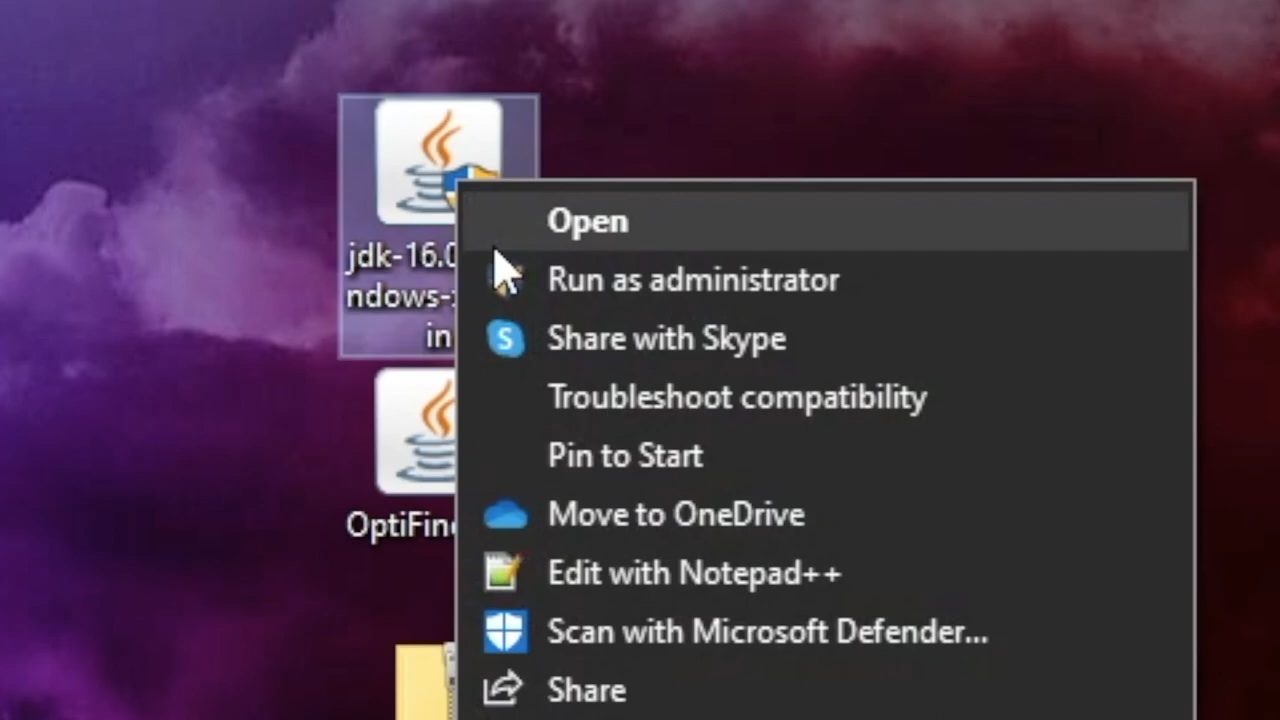 Open
jdk-16.0
Run as administrator
ndows-
in
Share with Skype
Troubleshoot compatibility
Pin to Start
Move to OneDrive
OptiFine
Edit with Notepad++
Scan with Microsoft Defender...
Share